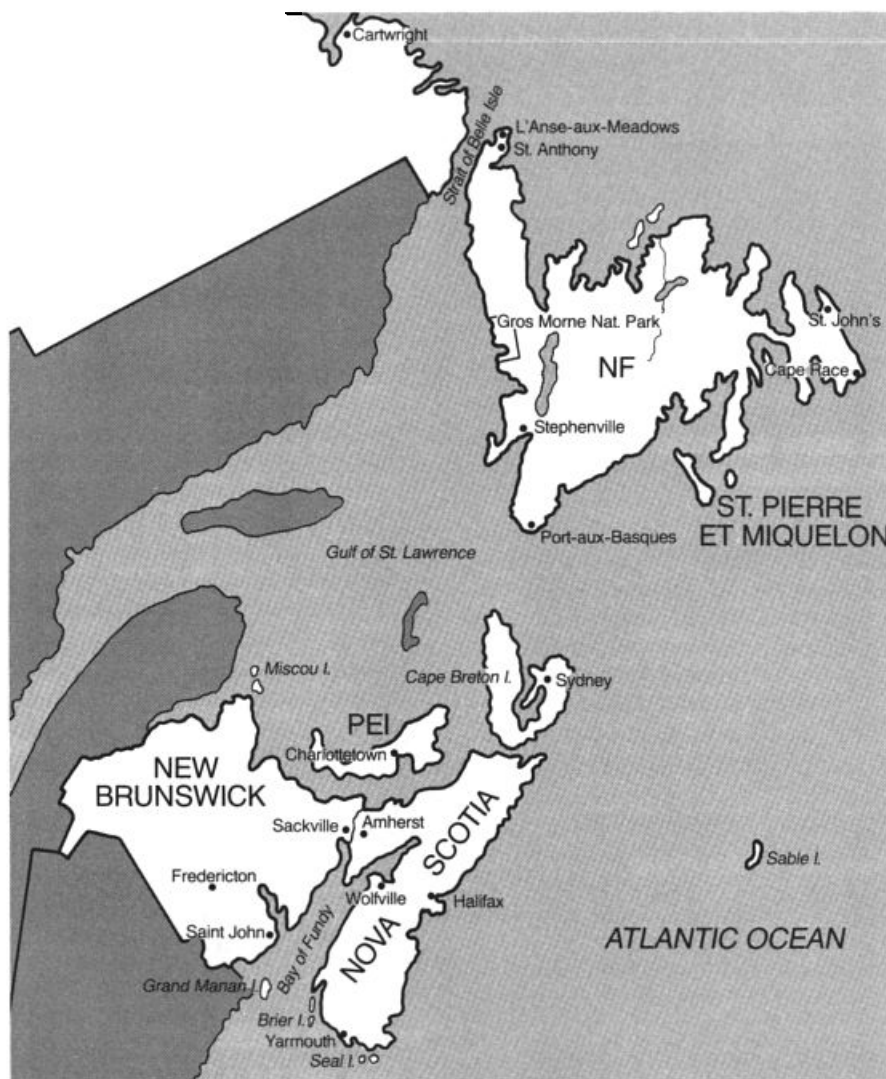 Cartwright
Strait of Belle Isle
L'Anse-aux-Meadows
St. Anthony
Gros Morne Nat. Park
St. John's
NF
Cape Race
Stephenville
ST. PIERRE
ET MIQUELON
Port-aux-Basques
Gulf of St. Lawrence
Miscou I.
Cape Breton I.
Sydney
PEI
Charlottetown
NEW
BRUNSWICK
Sackville
Amherst
NOVA SCOTIA
Sable I.
Fredericton
Wolfville
Halifax
Saint John
Bay of Fundy
ATLANTIC OCEAN
Grand Manan I.
Brier I.
Yarmouth
Seal I.